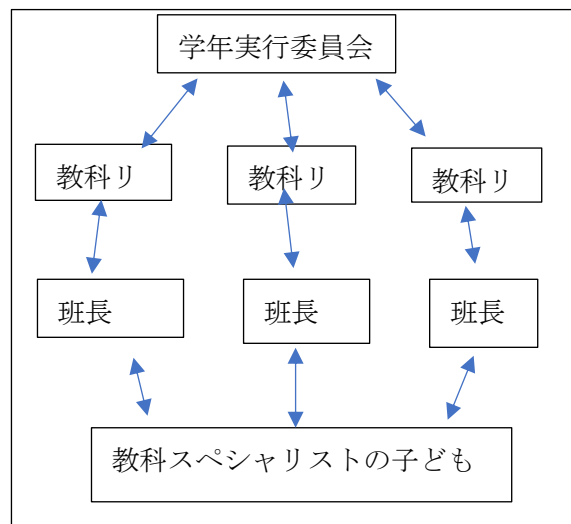 学年実行委員会
教科リ
教科リ
教科リ
班長
班長
班長
教科スペシャリストの子ども